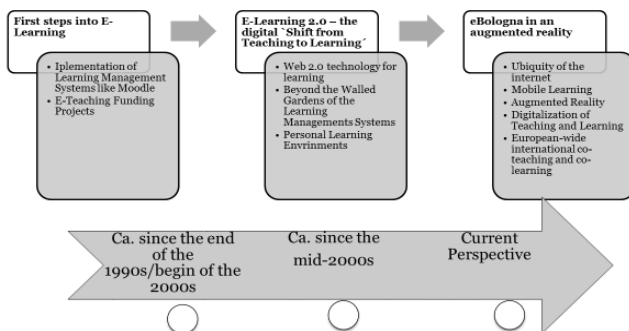 First steps into E-
Learning
Iplementation of
Learning Management
Systems like Moodle
E-Teaching Funding
Projects
E-Learning 2.0 – the
digital `Shift from
Teaching to Learning´
Web 2.0 technology for
learning
Beyond the Walled
Gardens of the
Learning
Managements Systems
Personal Learning
Envrinments
eBologna in an
augmented reality
Ubiquity of the
internet
Mobile Learning
Augmented Reality
Digitalization of
Teaching and Learning
European-wide
international co-
teaching and co-
learning
Ca. since the end
of the
1990s/begin of the
2000s
Ca. since the
mid-2000s
Current
Perspective